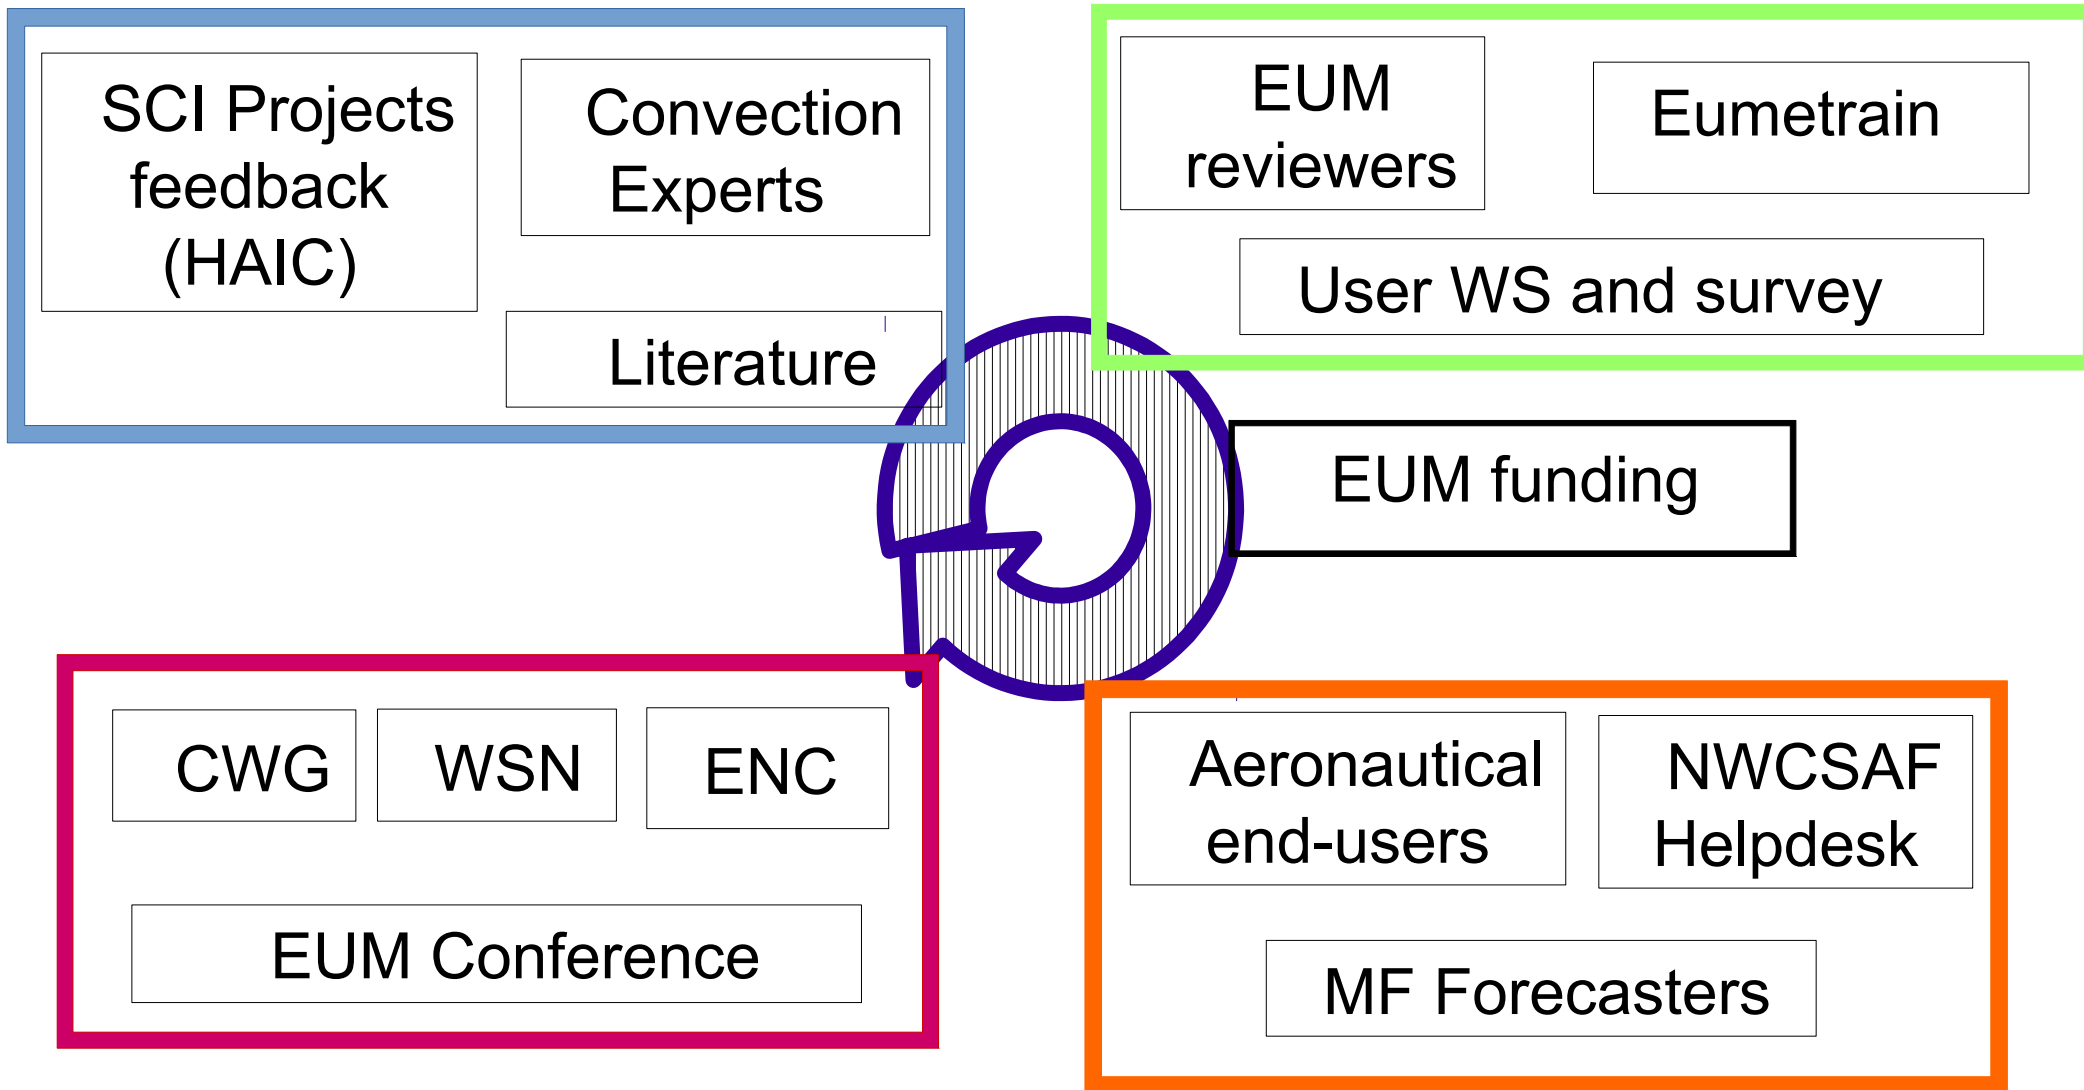 SCI Projects
feedback
(HAIC)
Convection
Experts
Literature
EUM
reviewers
Eumetrain
User WS and survey
EUM funding
CWG
WSN
ENC
EUM Conference
Aeronautical
end-users
NWCSAF
Helpdesk
MF Forecasters